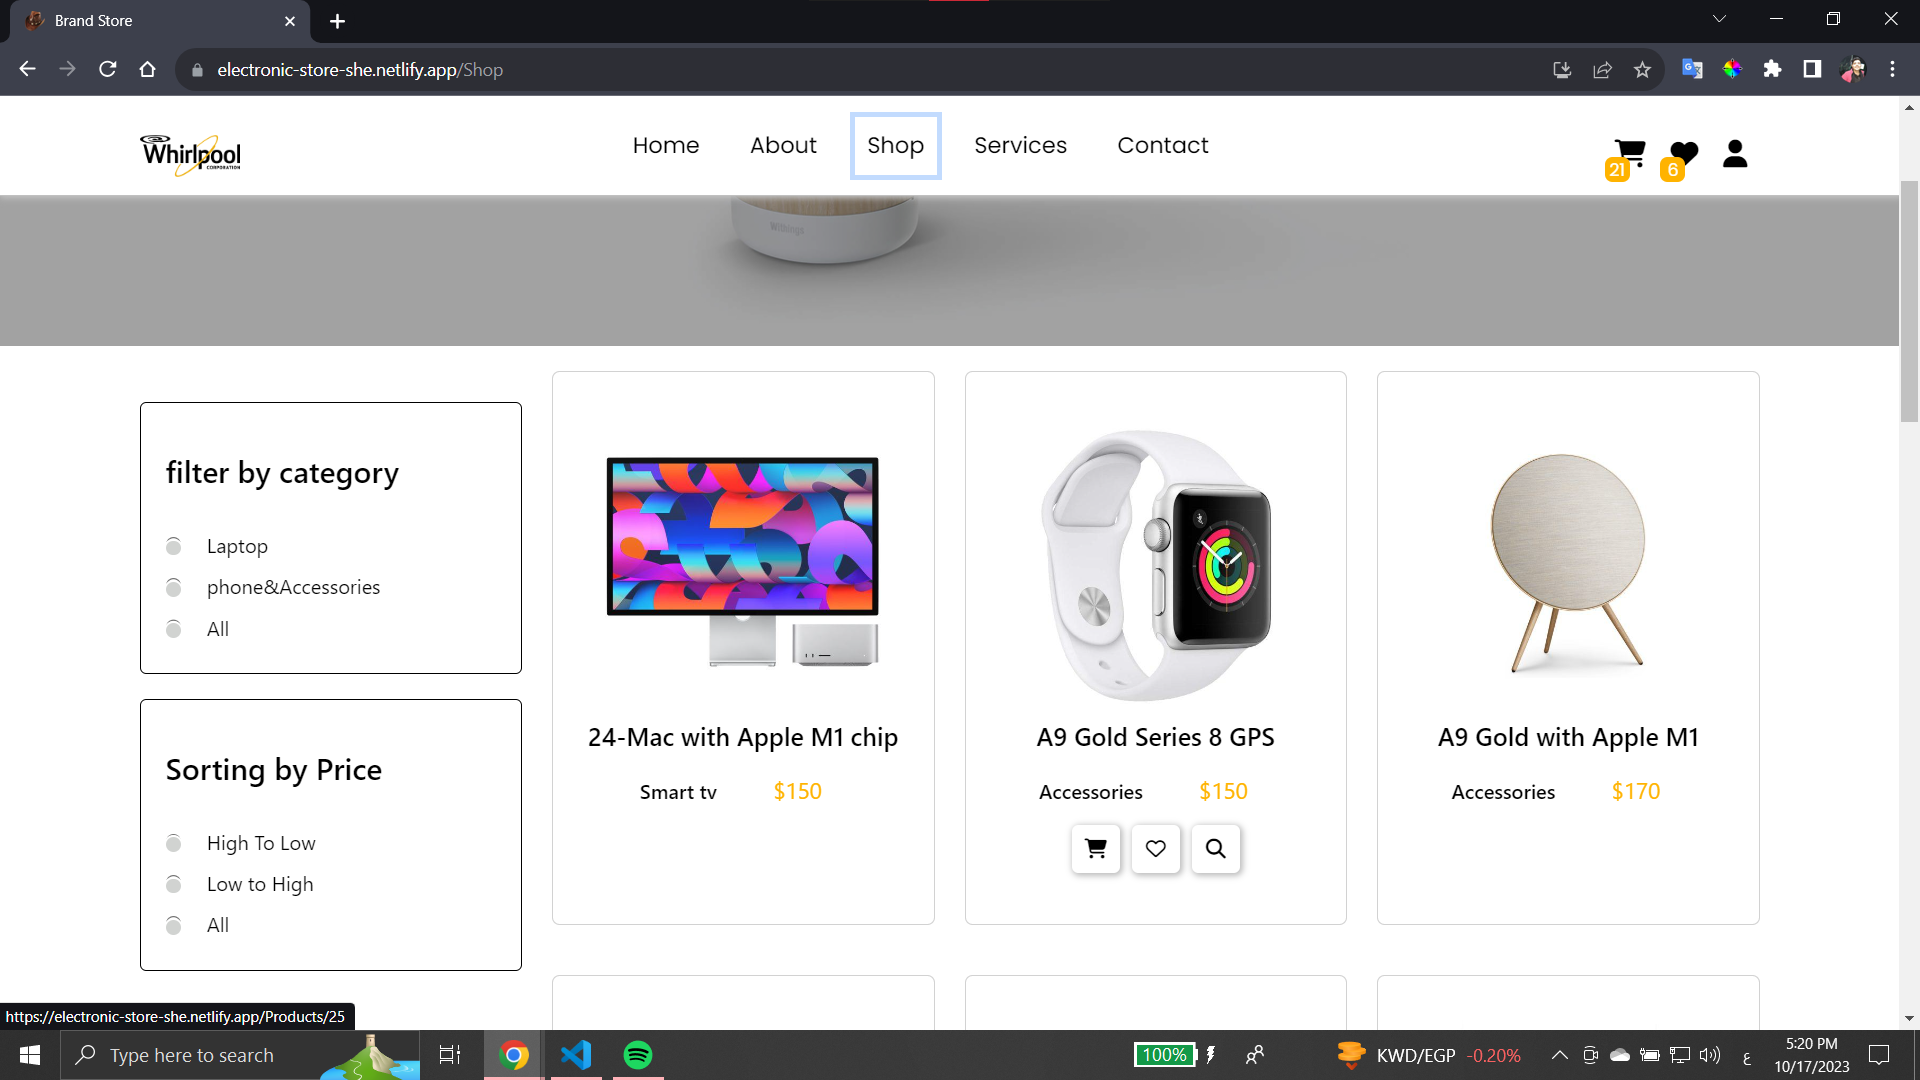 Brand Store
electronic-store-she.netlify.app/Shop
Whirlpool
CORPORATION
Home
About
Shop
Services
Contact
21
6
Withings
filter by category
Laptop
phone&Accessories
All
Sorting by Price
High To Low
Low to High
All
24-Mac with Apple M1 chip
Smart tv $150
A9 Gold Series 8 GPS
Accessories $150
A9 Gold with Apple M1
Accessories $170
https://electronic-store-she.netlify.app/Products/25
Type here to search
100%
KWD/EGP -0.20%
ع
5:20 PM
10/17/2023